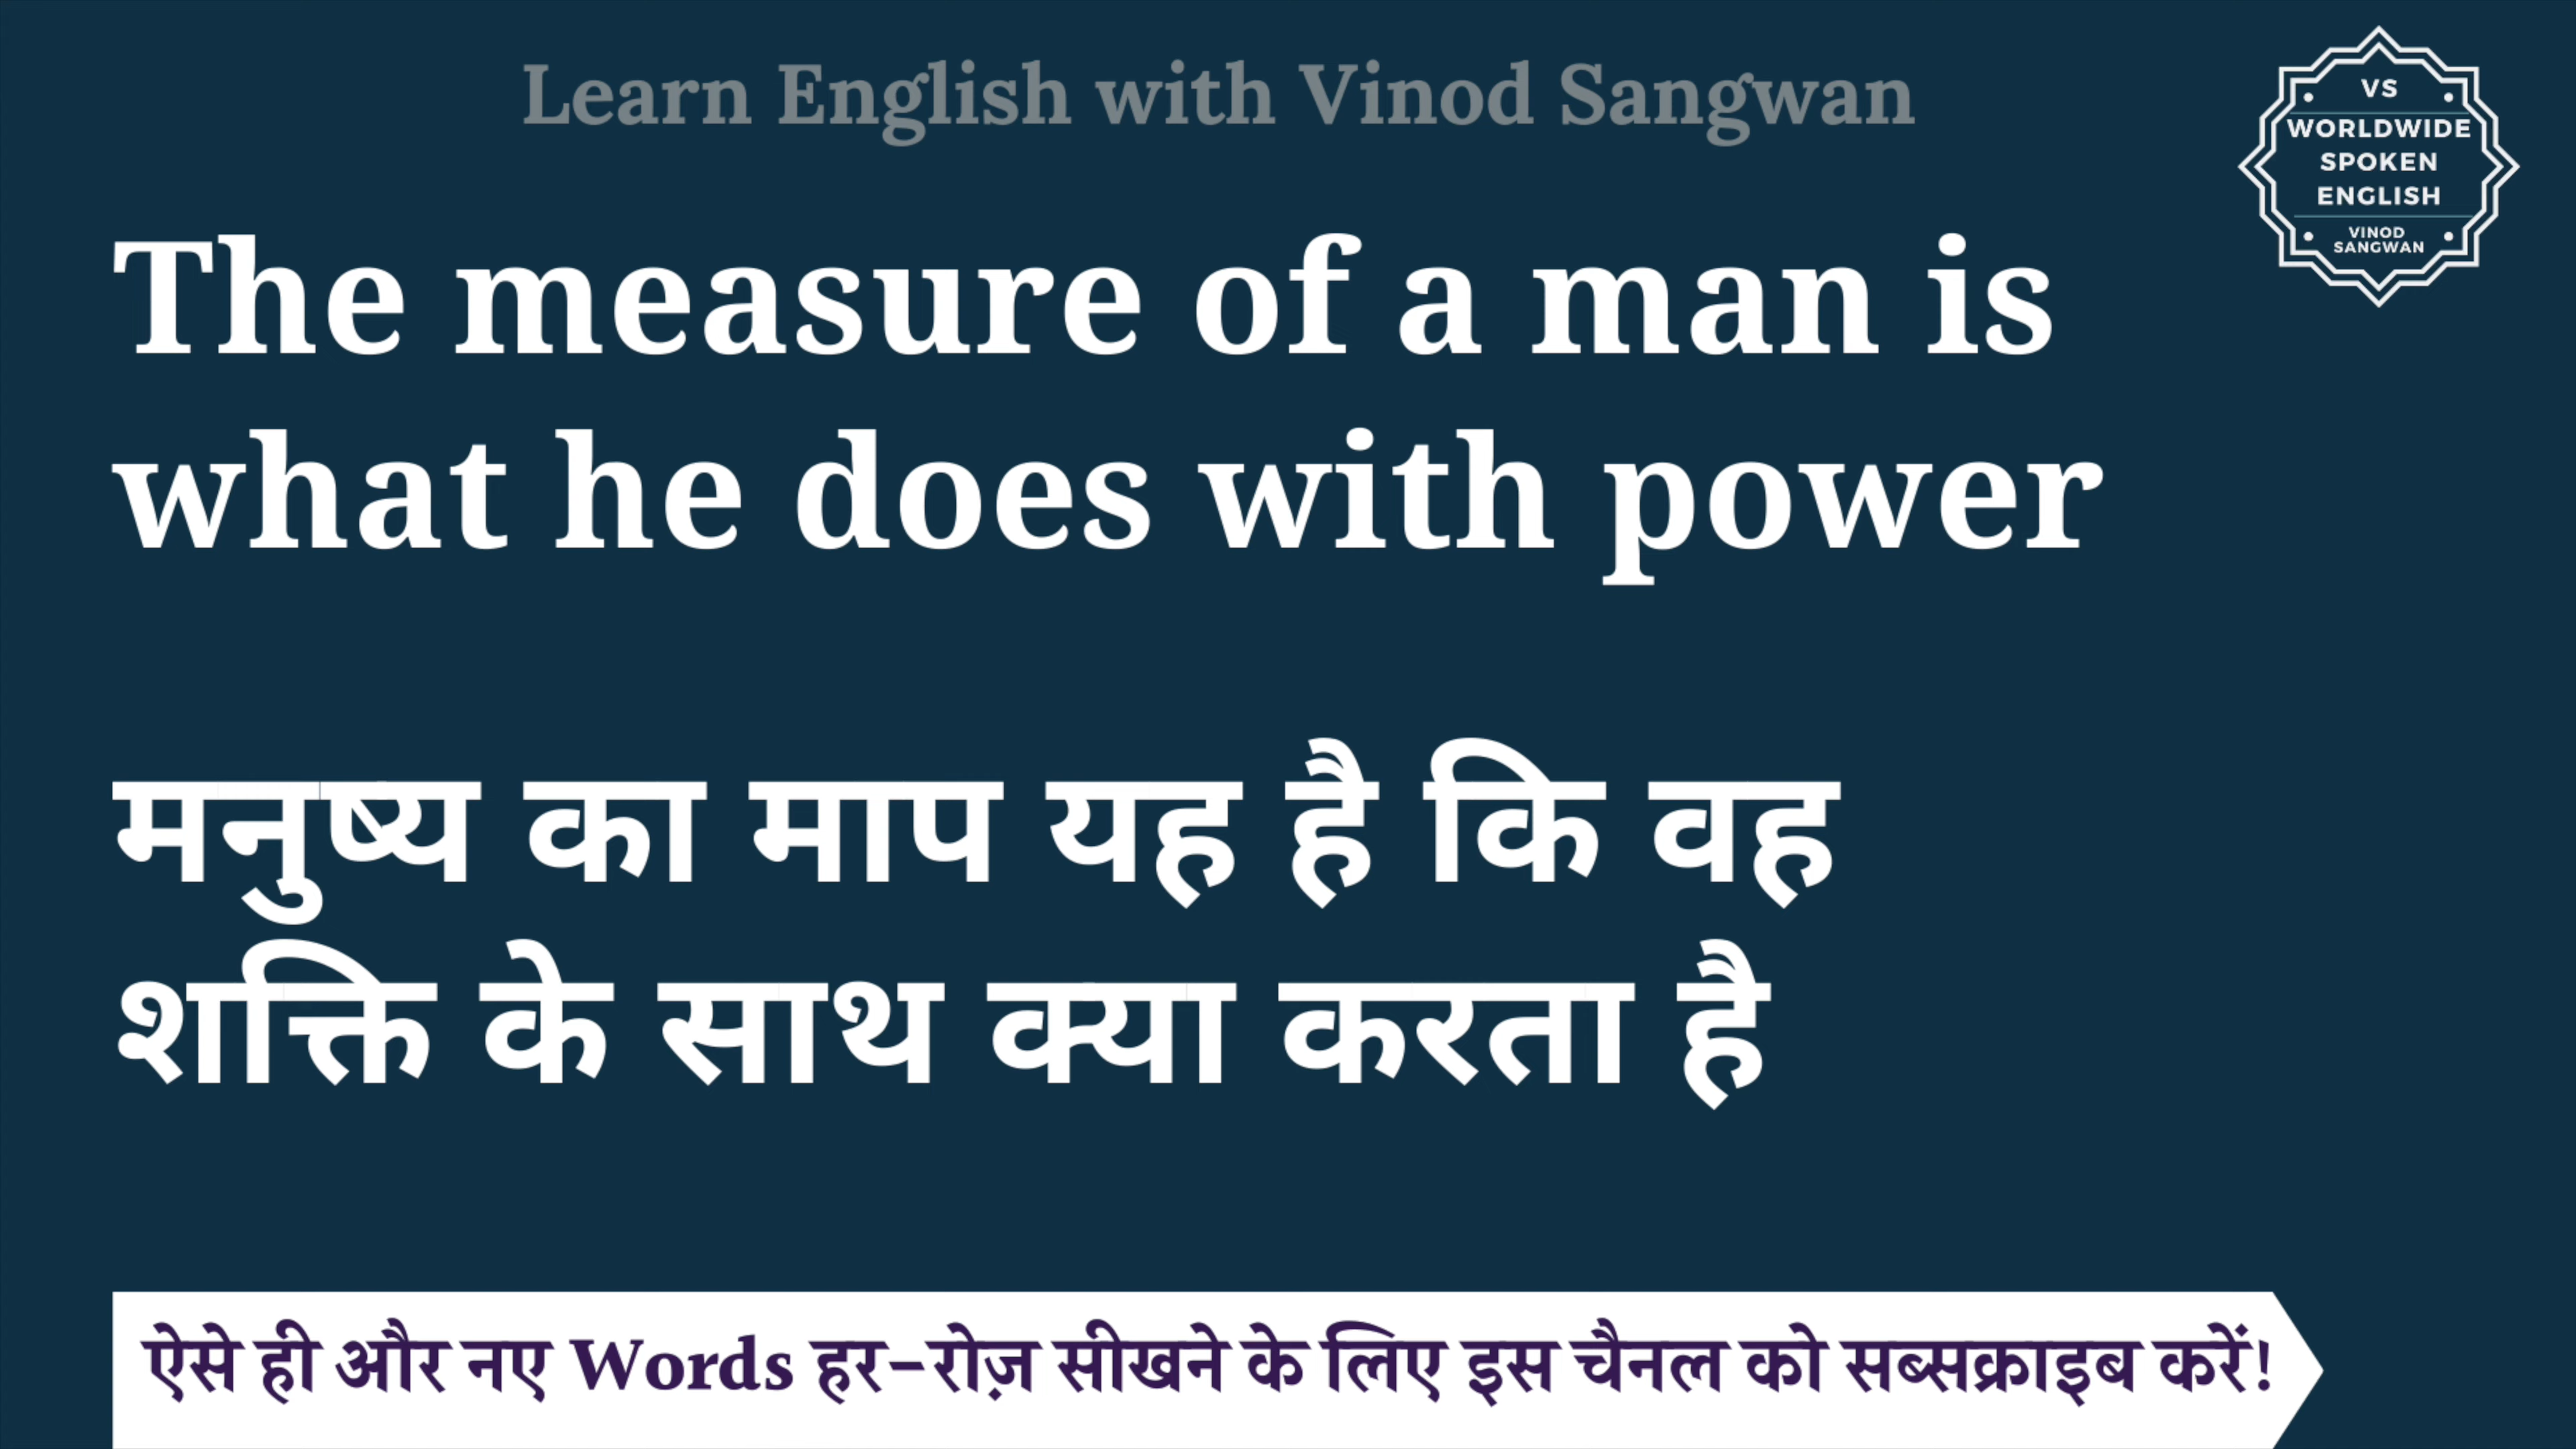 Learn English with Vinod Sangwan
VS
WORLDWIDE
SPOKEN
ENGLISH
VINOD
SANGWAN
The measure of a man is
what he does with power
मनुष्य का माप यह है कि वह
शक्ति के साथ क्या करता है
ऐसे ही और नए Words हर-रोज़ सीखने के लिए इस चैनल को सब्सक्राइब करें!